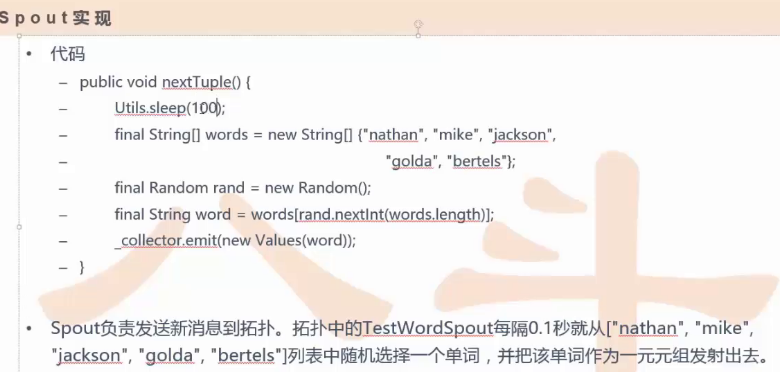 Spout实现
• 代码
– public void nextTuple() {
– Utils.sleep(100);
– final String[] words = new String[] {"nathan", "mike", "jackson",
– "golda", "bertels"};
– final Random rand = new Random();
– final String word = words[rand.nextInt(words.length)];
– _collector.emit(new Values(word));
– }
• Spout负责发送新消息到拓扑。拓扑中的TestWordSpout每隔0.1秒就从["nathan", "mike",
"jackson", "golda", "bertels"]列表中随机选择一个单词，并把该单词作为一元元组发射出去。
八斗